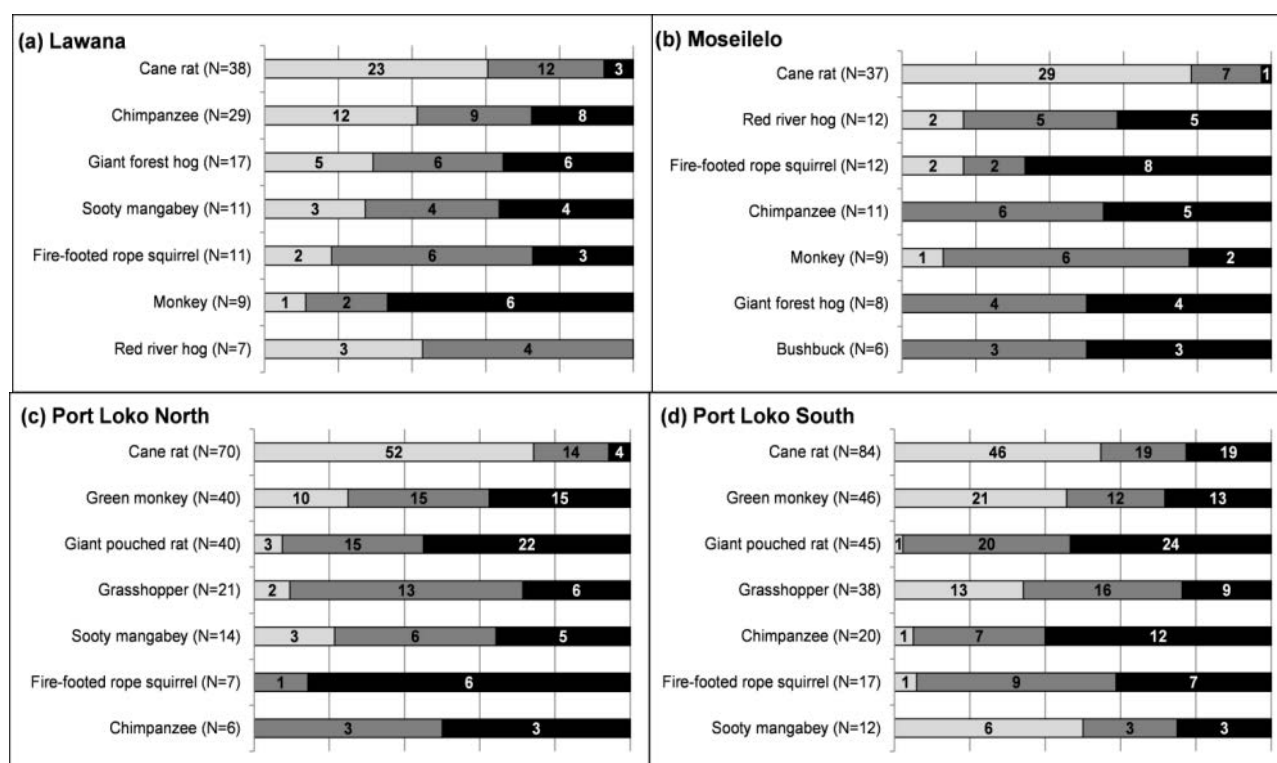 (a) Lawana
Cane rat (N=38) 23 12 3
Chimpanzee (N=29) 12 9 8
Giant forest hog (N=17) 5 6 6
Sooty mangabey (N=11) 3 4 4
Fire-footed rope squirrel (N=11) 2 6 3
Monkey (N=9) 1 2 6
Red river hog (N=7) 3 4
(b) Moseilelo
Cane rat (N=37) 29 7 1
Red river hog (N=12) 2 5 5
Fire-footed rope squirrel (N=12) 2 2 8
Chimpanzee (N=11) 6 5
Monkey (N=9) 1 6 2
Giant forest hog (N=8) 4 4
Bushbuck (N=6) 3 3
(c) Port Loko North
Cane rat (N=70) 52 14 4
Green monkey (N=40) 10 15 15
Giant pouched rat (N=40) 3 15 22
Grasshopper (N=21) 2 13 6
Sooty mangabey (N=14) 3 6 5
Fire-footed rope squirrel (N=7) 1 6
Chimpanzee (N=6) 3 3
(d) Port Loko South
Cane rat (N=84) 46 19 19
Green monkey (N=46) 21 12 13
Giant pouched rat (N=45) 1 20 24
Grasshopper (N=38) 13 16 9
Chimpanzee (N=20) 1 7 12
Fire-footed rope squirrel (N=17) 1 9 7
Sooty mangabey (N=12) 6 3 3